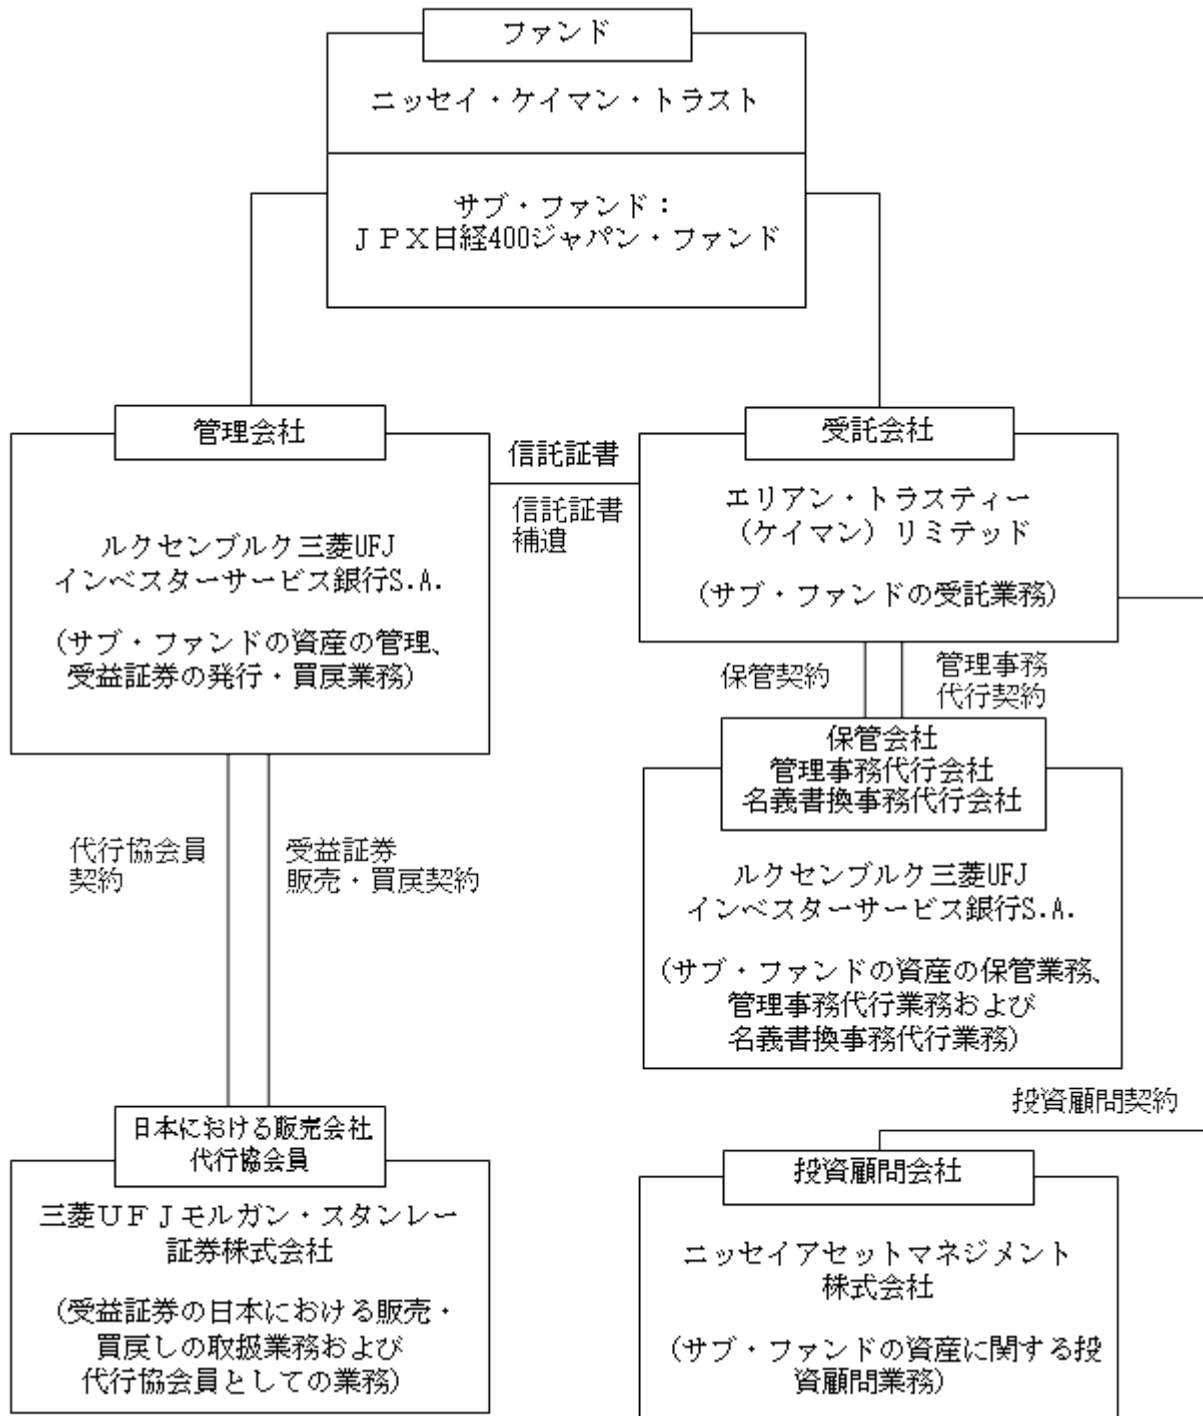 ファンド
ニッセイ・ケイマン・トラスト
サブ・ファンド：
ＪＰＸ日経400ジャパン・ファンド
管理会社
ルクセンブルク三菱UFJ
インベスターサービス銀行S.A.
(サブ・ファンドの資産の管理、
受益証券の発行・買戻業務)
信託証書
信託証書
補遺
受託会社
エリアン・トラスティー
(ケイマン) リミテッド
(サブ・ファンドの受託業務)
保管契約
管理事務
代行契約
保管会社
管理事務代行会社
名義書換事務代行会社
ルクセンブルク三菱UFJ
インベスターサービス銀行S.A.
(サブ・ファンドの資産の保管業務、
管理事務代行業務および
名義書換事務代行業務)
代行協会員
契約
受益証券
販売・買戻契約
日本における販売会社
代行協会員
三菱ＵＦＪモルガン・スタンレー
証券株式会社
(受益証券の日本における販売・
買戻しの取扱業務および
代行協会員としての業務)
投資顧問契約
投資顧問会社
ニッセイアセットマネジメント
株式会社
(サブ・ファンドの資産に関する投
資顧問業務)